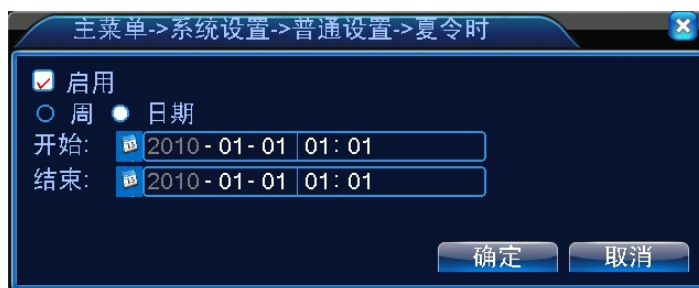 主菜单->系统设置->普通设置->夏令时
启用
周 日期
开始: 2010-01-01 01:01
结束: 2010-01-01 01:01
确定 取消